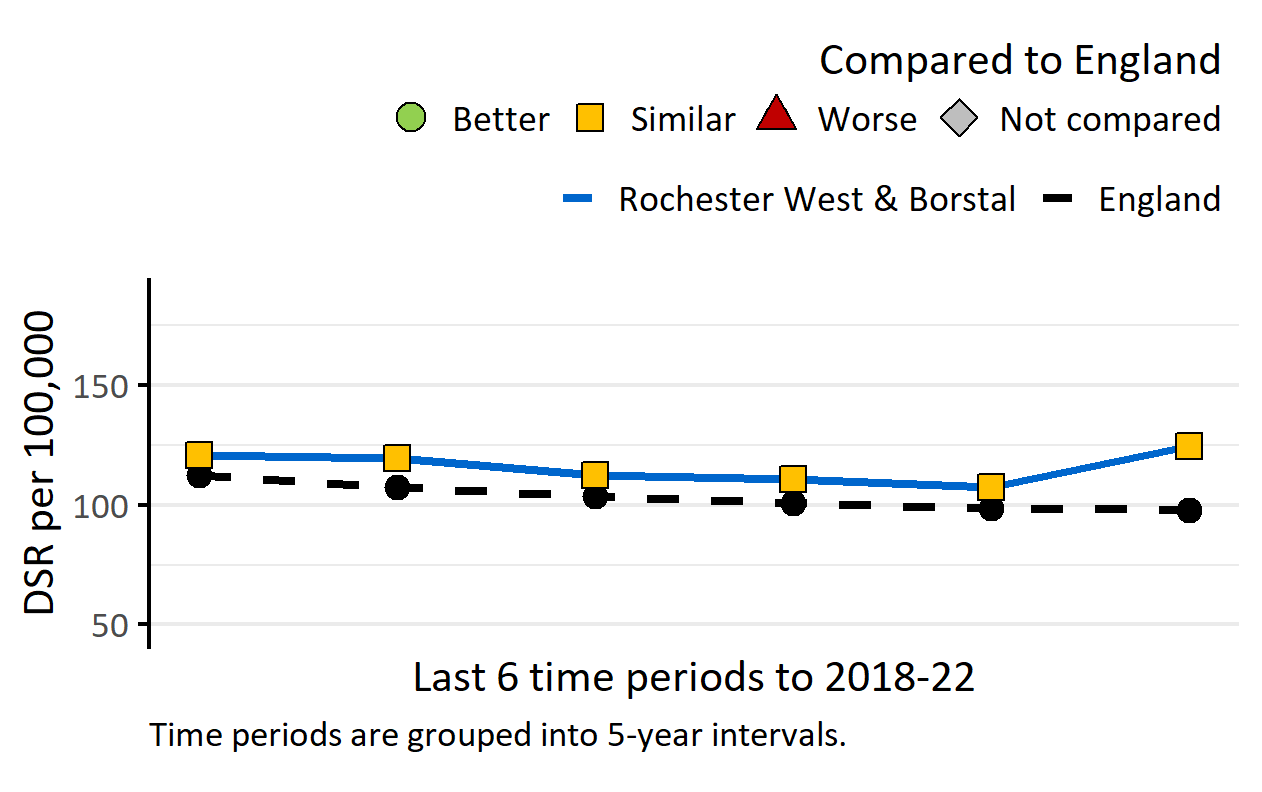 Compared to England
Better Similar Worse Not compared
Rochester West & Borstal England
DSR per 100,000
150
100
50
Last 6 time periods to 2018-22
Time periods are grouped into 5-year intervals.